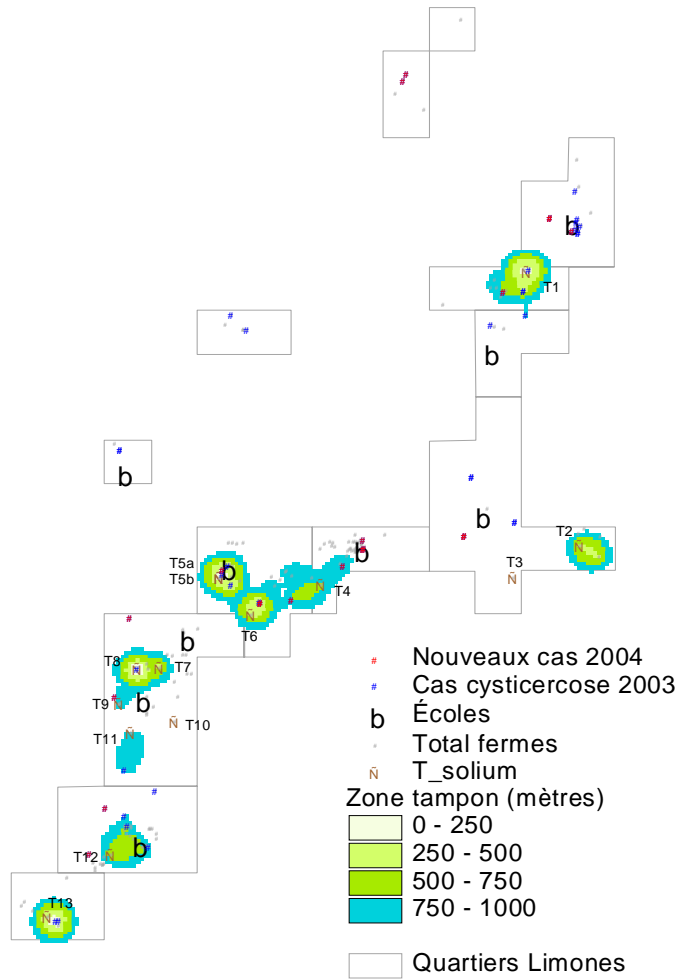 b
T1
b
b
b
T2
T3
b
T5a
b
T5b
T4
T6
b
T8
T7
T9
b
T10
T11
b
T12
T13
# Nouveaux cas 2004
# Cas cysticercose 2003
b Écoles
Total fermes
Ñ T_solium
Zone tampon (mètres)
0 - 250
250 - 500
500 - 750
750 - 1000
Quartiers Limones